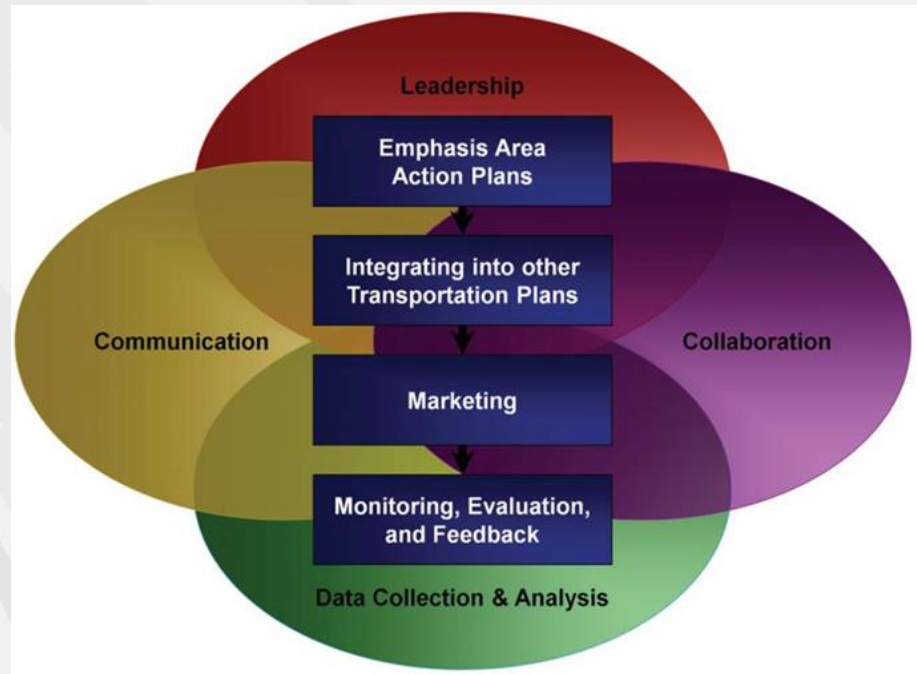 Leadership
Emphasis Area
Action Plans
Integrating into other
Transportation Plans
Communication
Collaboration
Marketing
Monitoring, Evaluation,
and Feedback
Data Collection & Analysis